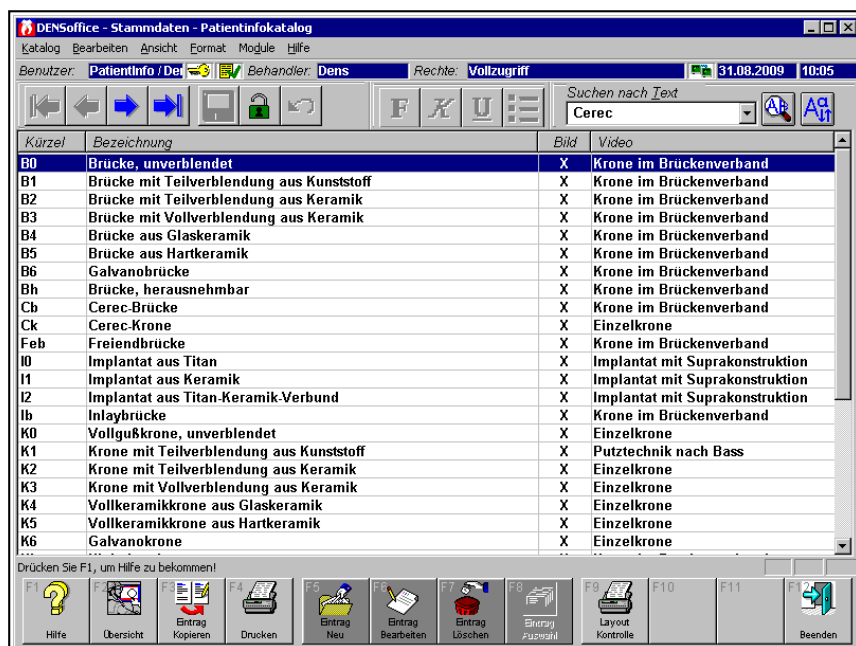 DENSoffice - Stammdaten - Patientinfokatalog
Katalog Bearbeiten Ansicht Format Module Hilfe
Benutzer: PatientInfo / Der Behandler: Dens Rechte: Vollzugriff 31.08.2009 10:05
F K U Suchen nach Text
Cerec
Kürzel Bezeichnung Bild Video
B0 Brücke, unverblendet X Krone im Brückenverband
B1 Brücke mit Teilverblendung aus Kunststoff X Krone im Brückenverband
B2 Brücke mit Teilverblendung aus Keramik X Krone im Brückenverband
B3 Brücke mit Vollverblendung aus Keramik X Krone im Brückenverband
B4 Brücke aus Glaskeramik X Krone im Brückenverband
B5 Brücke aus Hartkeramik X Krone im Brückenverband
B6 Galvanobrücke X Krone im Brückenverband
Bh Brücke, herausnehmbar X Krone im Brückenverband
Cb Cerec-Brücke X Krone im Brückenverband
Ck Cerec-Krone X Einzelkrone
Feb Freiendbrücke X Krone im Brückenverband
I0 Implantat aus Titan X Implantat mit Suprakonstruktion
I1 Implantat aus Keramik X Implantat mit Suprakonstruktion
I2 Implantat aus Titan-Keramik-Verbund X Implantat mit Suprakonstruktion
Ib Inlaybrücke X Krone im Brückenverband
K0 Vollgußkrone, unverblendet X Einzelkrone
K1 Krone mit Teilverblendung aus Kunststoff X Putztechnik nach Bass
K2 Krone mit Teilverblendung aus Keramik X Einzelkrone
K3 Krone mit Vollverblendung aus Keramik X Einzelkrone
K4 Vollkeramikkrone aus Glaskeramik X Einzelkrone
K5 Vollkeramikkrone aus Hartkeramik X Einzelkrone
K6 Galvanokrone X Einzelkrone
Drücken Sie F1, um Hilfe zu bekommen!
F1 F2 F3 F4 F5 F6 F7 F8 F9 F10 F11 F12
Hilfe Übersicht Eintrag Kopieren Drucken Eintrag Neu Eintrag Bearbeiten Eintrag Löschen Eintrag Auswahl Layout Kontrolle Beenden